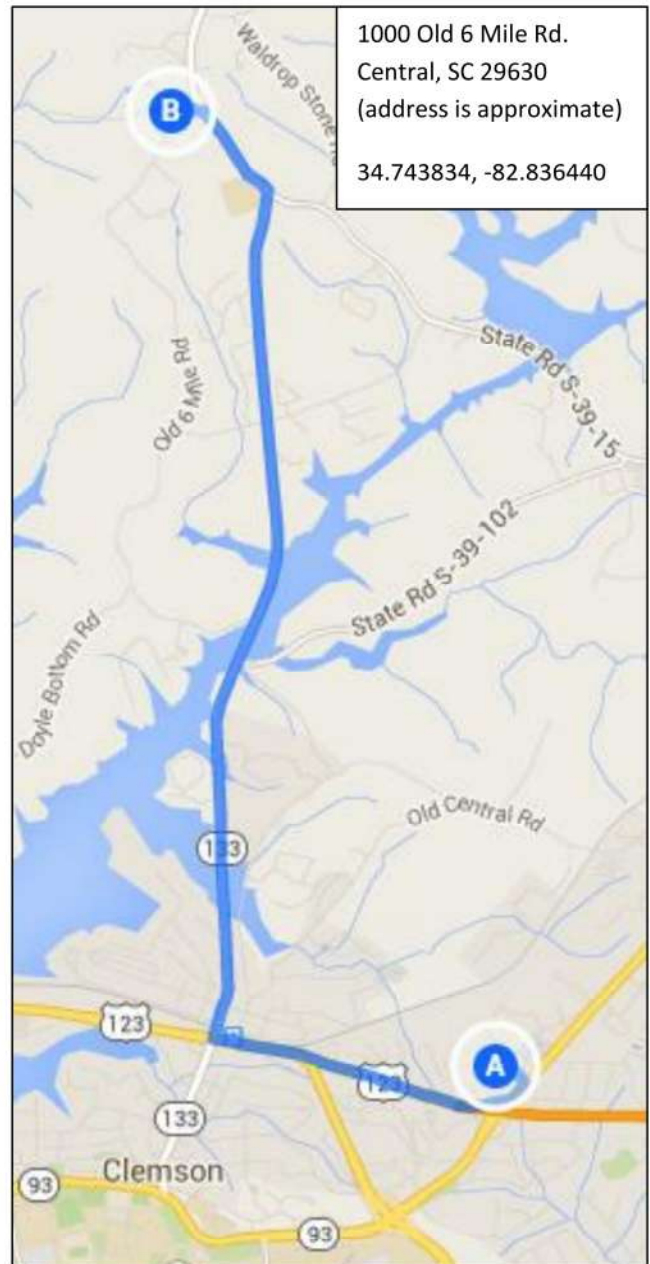 1000 Old 6 Mile Rd.
Central, SC 29630
(address is approximate)
34.743834, -82.836440
Waldrop Stone
B
State Rd S-39-15
Old 6 Mile Rd
State Rd S-39-102
Doyle Bottom Rd
Old Central Rd
133
123
A
123
133
Clemson
93
93